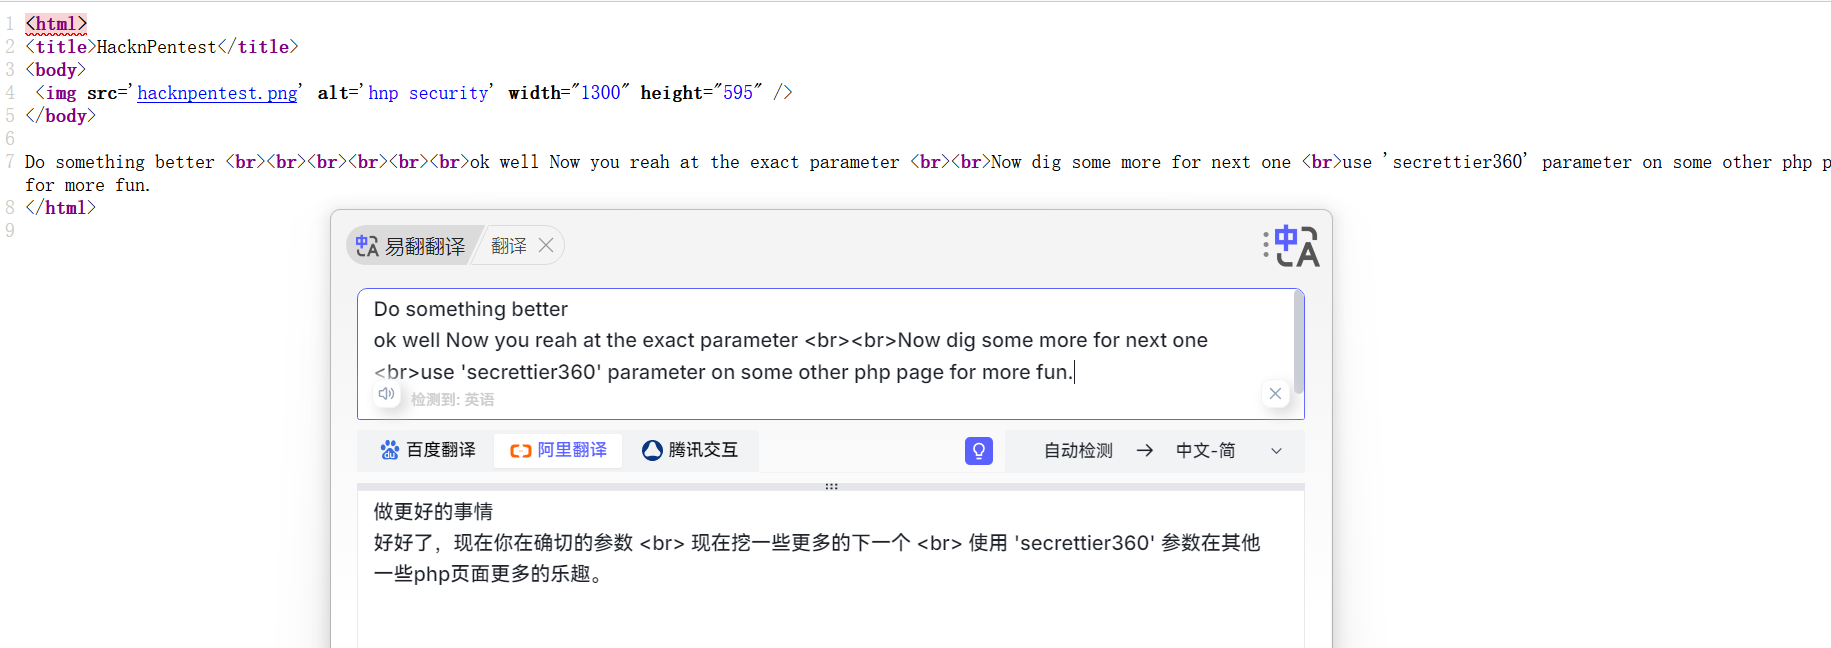 1 <html>
2 <title>HacknPentest</title>
3 <body>
4 <img src='hacknpentest.png' alt='hnp security' width="1300" height="595" />
5 </body>
6
7 Do something better <br><br><br><br><br><br>ok well Now you reah at the exact parameter <br><br>Now dig some more for next one <br>use 'secrettier360' parameter on some other php p
for more fun.
8 </html>
9
易翻翻译 翻译
中A
Do something better
ok well Now you reah at the exact parameter <br><br>Now dig some more for next one
<br>use 'secrettier360' parameter on some other php page for more fun.
检测到: 英语
du 百度翻译 阿里翻译 腾讯交互 自动检测 → 中文-简
做更好的事情
好好了，现在你在确切的参数 <br> 现在挖一些更多的下一个 <br> 使用 'secrettier360' 参数在其他
一些php页面更多的乐趣。